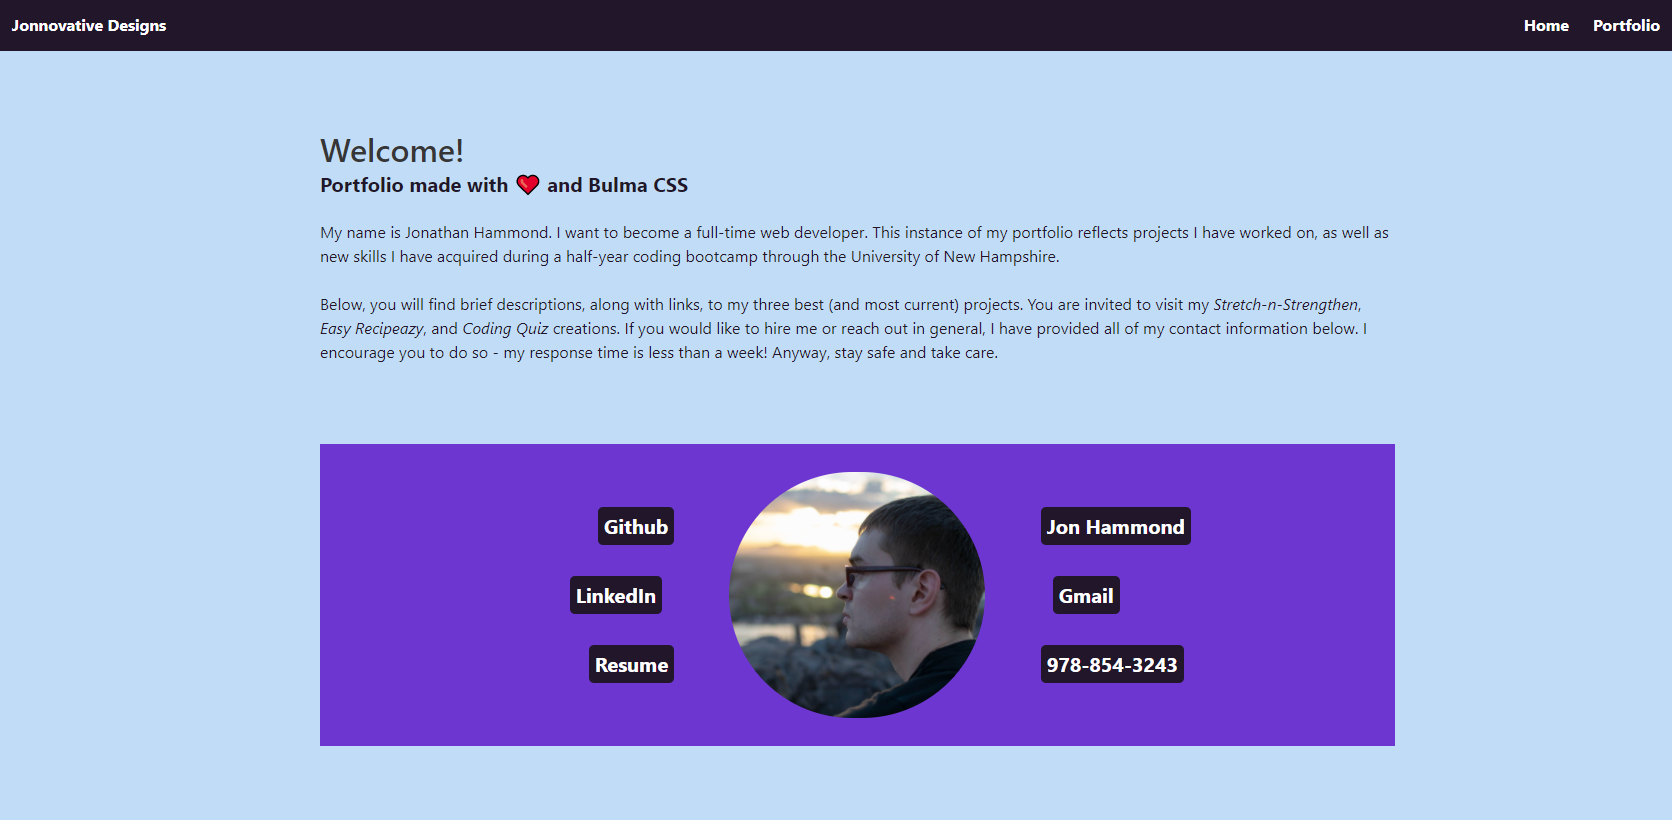 Jonnovative Designs
Home Portfolio
Welcome!
Portfolio made with ❤️ and Bulma CSS
My name is Jonathan Hammond. I want to become a full-time web developer. This instance of my portfolio reflects projects I have worked on, as well as
new skills I have acquired during a half-year coding bootcamp through the University of New Hampshire.
Below, you will find brief descriptions, along with links, to my three best (and most current) projects. You are invited to visit my Stretch-n-Strengthen,
Easy Recipeazy, and Coding Quiz creations. If you would like to hire me or reach out in general, I have provided all of my contact information below. I
encourage you to do so - my response time is less than a week! Anyway, stay safe and take care.
Github
LinkedIn
Resume
Jon Hammond
Gmail
978-854-3243